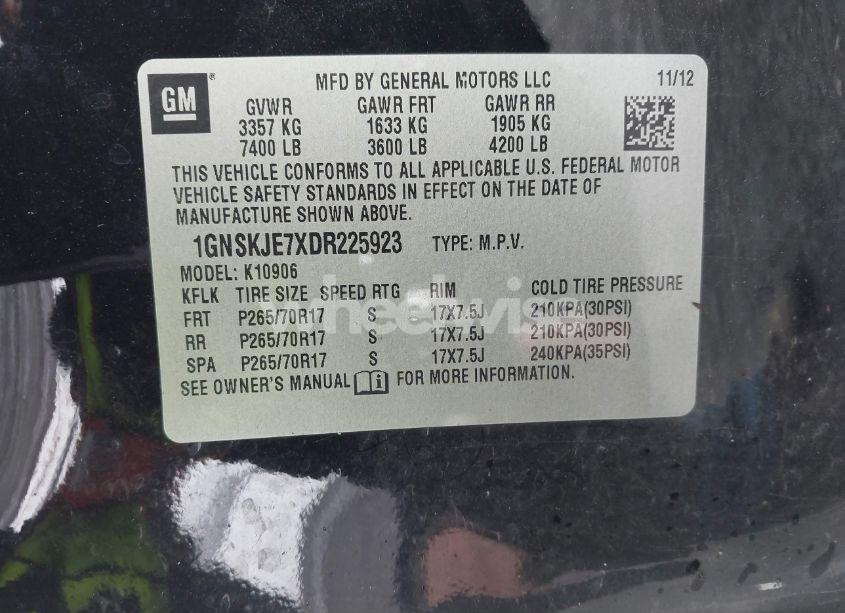 GM ® MFD BY GENERAL MOTORS LLC 11/12
GVWR GAWR FRT GAWR RR
3357 KG 1633 KG 1905 KG
7400 LB 3600 LB 4200 LB
THIS VEHICLE CONFORMS TO ALL APPLICABLE U.S. FEDERAL MOTOR
VEHICLE SAFETY STANDARDS IN EFFECT ON THE DATE OF
MANUFACTURE SHOWN ABOVE.
1GNSKJE7XDR225923 TYPE: M.P.V.
MODEL: K10906
KFLK TIRE SIZE SPEED RTG RIM COLD TIRE PRESSURE
FRT P265/70R17 S 17X7.5J 210KPA(30PSI)
RR P265/70R17 S 17X7.5J 210KPA(30PSI)
SPA P265/70R17 S 17X7.5J 240KPA(35PSI)
SEE OWNER'S MANUAL FOR MORE INFORMATION.